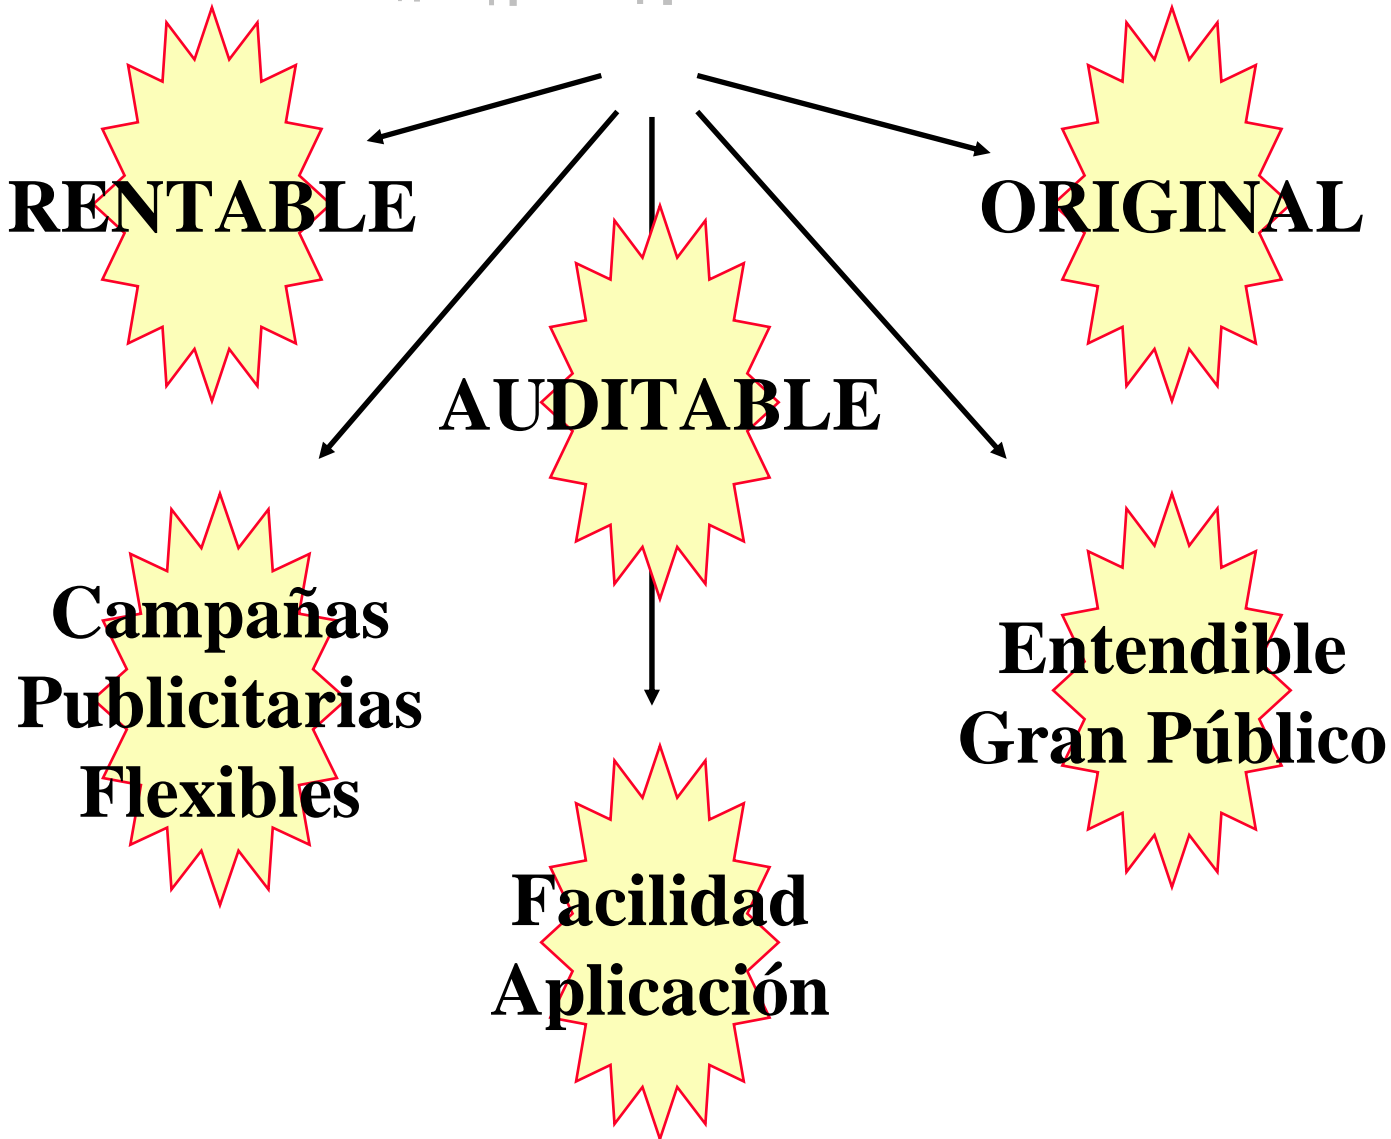 RENTABLE
ORIGINAL
AUDITABLE
Campañas
Publicitarias
Flexibles
Entendible
Gran Público
Facilidad
Aplicación